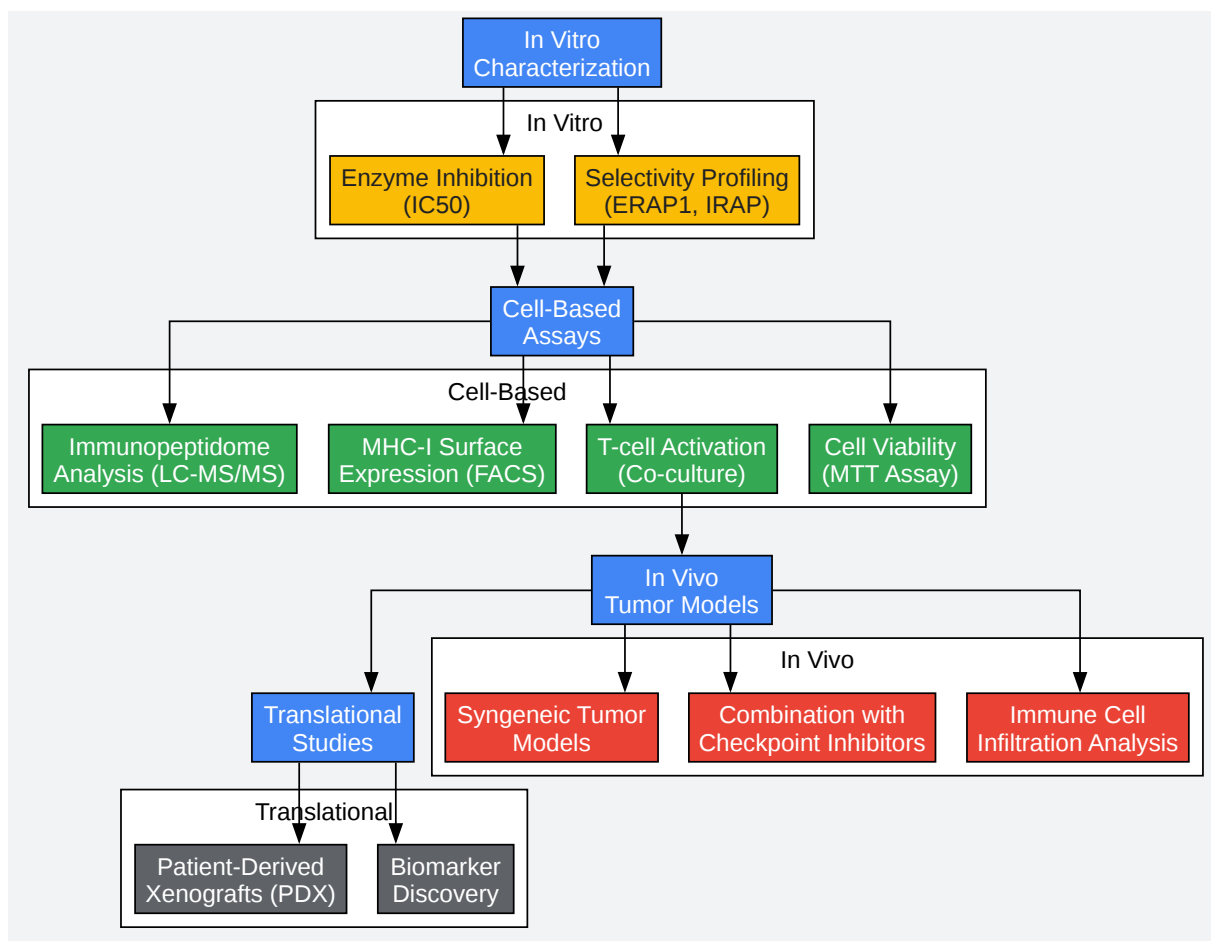 In Vitro
Characterization
In Vitro
Enzyme Inhibition
(IC50)
Selectivity Profiling
(ERAP1, IRAP)
Cell-Based
Assays
Cell-Based
Immunopeptidome
Analysis (LC-MS/MS)
MHC-I Surface
Expression (FACS)
T-cell Activation
(Co-culture)
Cell Viability
(MTT Assay)
In Vivo
Tumor Models
In Vivo
Translational
Studies
Syngeneic Tumor
Models
Combination with
Checkpoint Inhibitors
Immune Cell
Infiltration Analysis
Translational
Patient-Derived
Xenografts (PDX)
Biomarker
Discovery